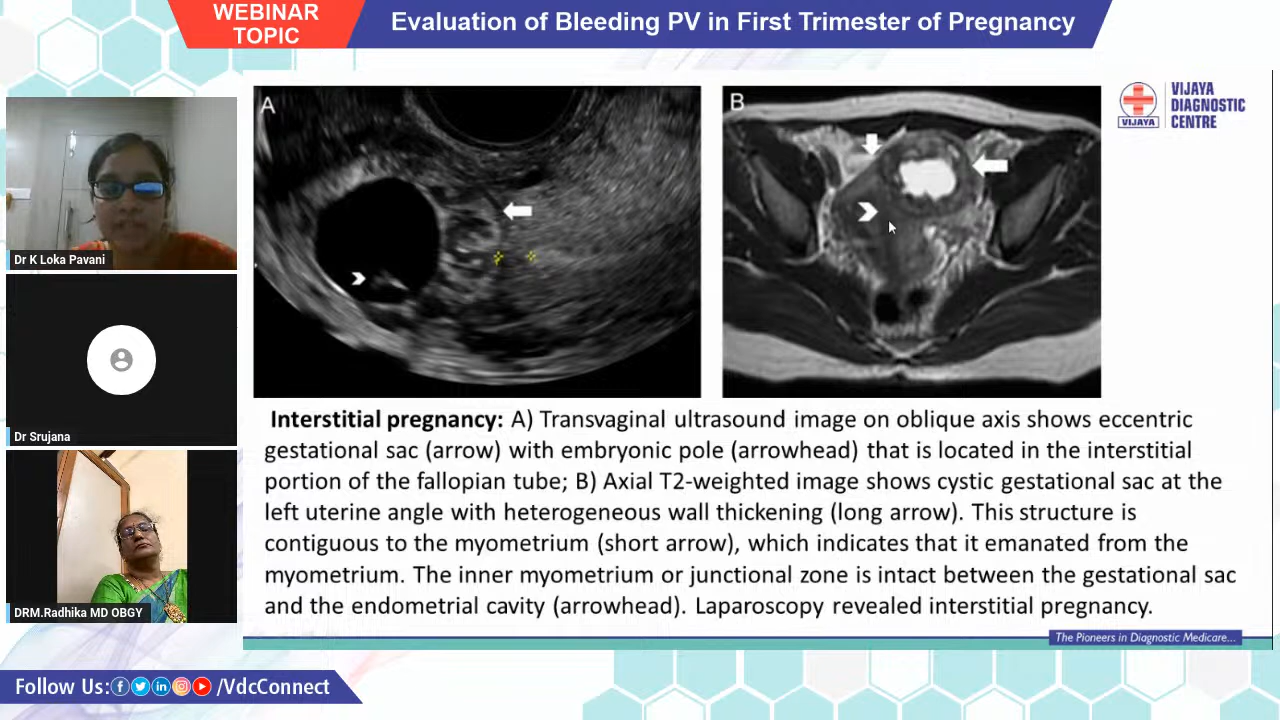 WEBINAR
TOPIC
Evaluation of Bleeding PV in First Trimester of Pregnancy
A
B
VIJAYA
VIJAYA
DIAGNOSTIC
CENTRE
Dr K Loka Pavani
Dr Srujana
DRM.Radhika MD OBGY
Interstitial pregnancy: A) Transvaginal ultrasound image on oblique axis shows eccentric
gestational sac (arrow) with embryonic pole (arrowhead) that is located in the interstitial
portion of the fallopian tube; B) Axial T2-weighted image shows cystic gestational sac at the
left uterine angle with heterogeneous wall thickening (long arrow). This structure is
contiguous to the myometrium (short arrow), which indicates that it emanated from the
myometrium. The inner myometrium or junctional zone is intact between the gestational sac
and the endometrial cavity (arrowhead). Laparoscopy revealed interstitial pregnancy.
The Pioneers in Diagnostic Medicare...
Follow Us: /VdcConnect